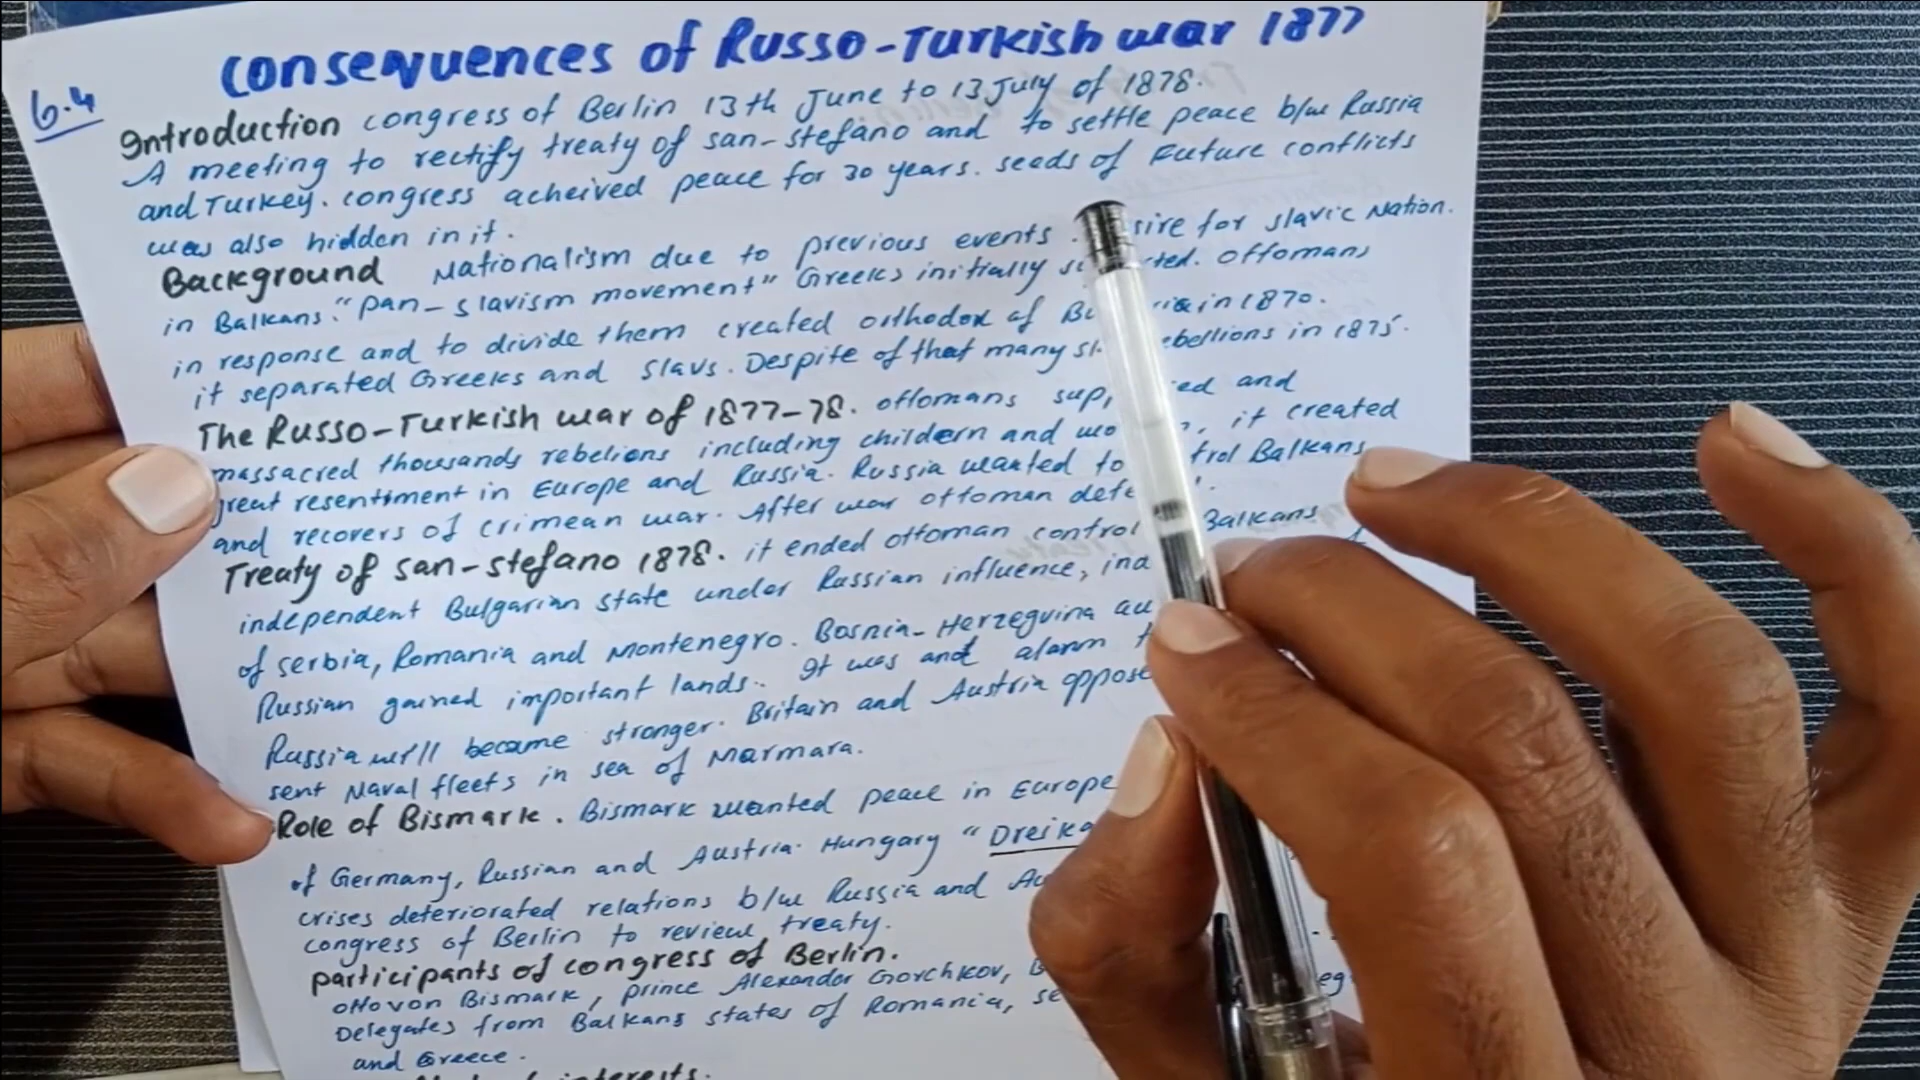 Consequences of Russo-Turkish war 1877
6.4
Introduction congress of Berlin 13th June to 13 July of 1878.
A meeting to rectify treaty of san-stefano and to settle peace b/w Russia
and Turkey. congress acheived peace for 30 years. seeds of Future conflicts
was also hidden in it.
Background Nationalism due to previous events. sire for slavic Nation.
in Balkans. "pan-slavism movement" Greeks initially ted. Ottomans
in response and to divide them created orthodox of in 1870.
it separated Greeks and slavs. Despite of that many ebellions in 1875.
The Russo-Turkish war of 1877-78. ottomans sup ed and
massacred thousands rebelions including childern and it created
great resentiment in Europe and Russia. Russia wanted to trol Balkans
and recovers of crimean war. After war ottoman defe
Treaty of san-stefano 1878. it ended ottoman control Balkans
independent Bulgarian state under Russian influence, ind
of serbia, Romania and Montenegro. Bosnia-Herzeguina au
Russian gained important lands. It was and alarm
Russia will became stronger. Britain and Austria oppose
sent Naval fleets in sea of Marmara.
Role of Bismark. Bismark wanted peace in Europe
of Germany, Russian and Austria-Hungary "Dreika
crises deteriorated relations b/w Russia and Au
congress of Berlin to review treaty.
participants of congress of Berlin.
otto von Bismark, prince Alexander Gorchkov, B
Delegates from Balkans states of Romania, se
and Greece.
interests.